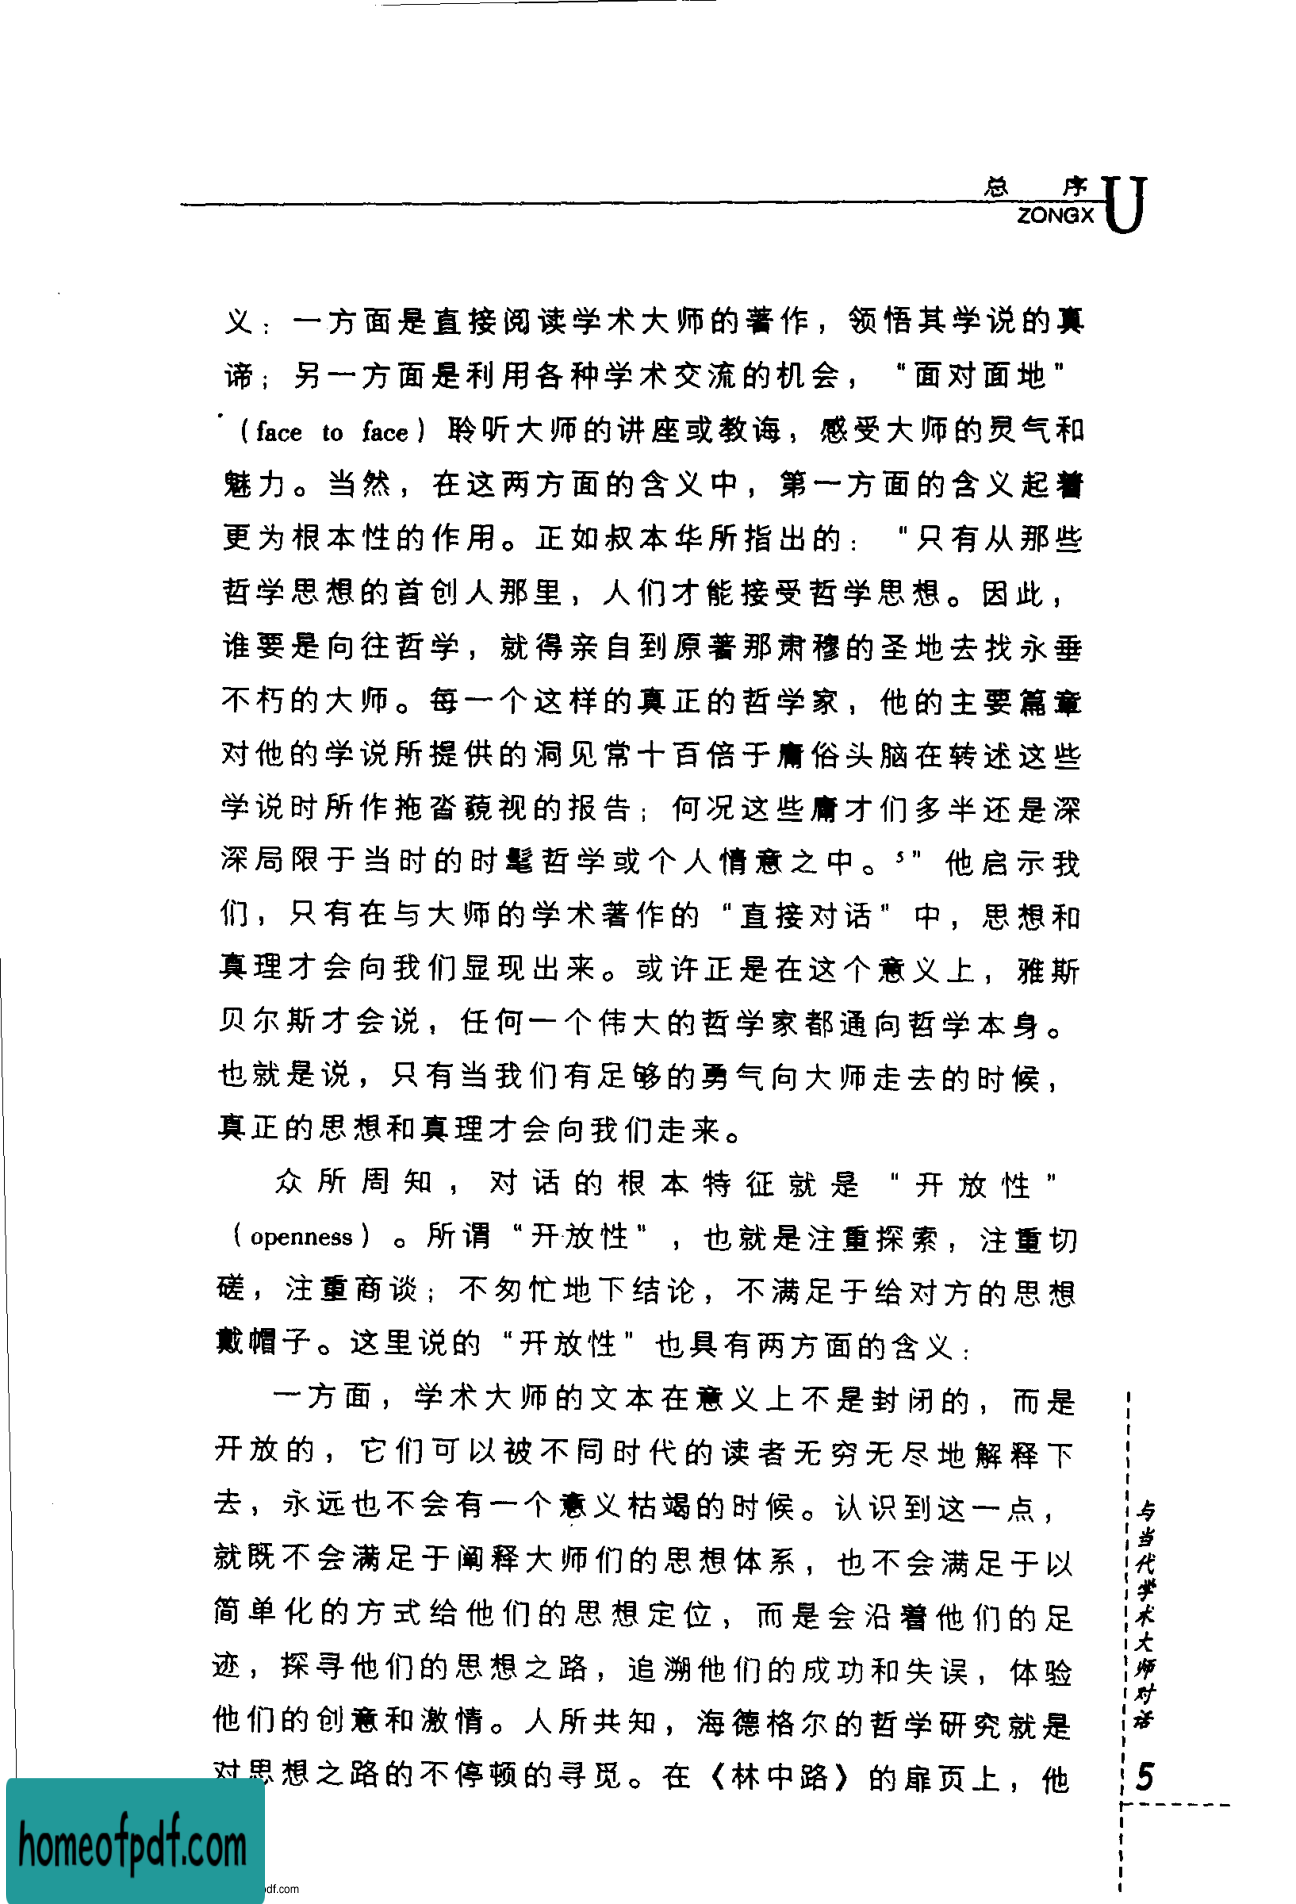 总 序
ZONGXU
义：一方面是直接阅读学术大师的著作，领悟其学说的真
谛；另一方面是利用各种学术交流的机会，“面对面地”
（face to face）聆听大师的讲座或教诲，感受大师的灵气和
魅力。当然，在这两方面的含义中，第一方面的含义起着
更为根本性的作用。正如叔本华所指出的：“只有从那些
哲学思想的首创人那里，人们才能接受哲学思想。因此，
谁要是向往哲学，就得亲自到原著那肃穆的圣地去找永垂
不朽的大师。每一个这样的真正的哲学家，他的主要篇章
对他的学说所提供的洞见常十百倍于庸俗头脑在转述这些
学说时所作拖沓藐视的报告；何况这些庸才们多半还是深
深局限于当时的时髦哲学或个人情意之中。⁵”他启示我
们，只有在与大师的学术著作的“直接对话”中，思想和
真理才会向我们显现出来。或许正是在这个意义上，雅斯
贝尔斯才会说，任何一个伟大的哲学家都通向哲学本身。
也就是说，只有当我们有足够的勇气向大师走去的时候，
真正的思想和真理才会向我们走来。
众所周知，对话的根本特征就是“开放性”
（openness）。所谓“开放性”，也就是注重探索，注重切
磋，注重商谈；不匆忙地下结论，不满足于给对方的思想
戴帽子。这里说的“开放性”也具有两方面的含义：
一方面，学术大师的文本在意义上不是封闭的，而是
开放的，它们可以被不同时代的读者无穷无尽地解释下
去，永远也不会有一个意义枯竭的时候。认识到这一点，
就既不会满足于阐释大师们的思想体系，也不会满足于以
简单化的方式给他们的思想定位，而是会沿着他们的足
迹，探寻他们的思想之路，追溯他们的成功和失误，体验
他们的创意和激情。人所共知，海德格尔的哲学研究就是
对思想之路的不停顿的寻觅。在《林中路》的扉页上，他
与当代学术大师对话
5
homeofpdf.com
df.com